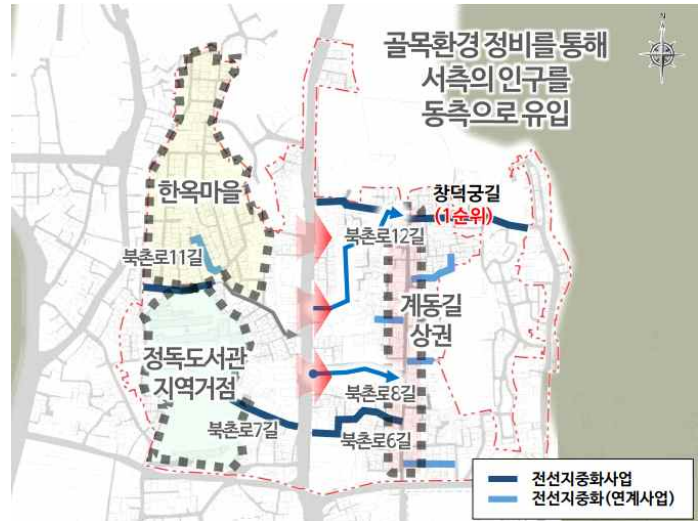 골목환경 정비를 통해
서측의 인구를
동측으로 유입
한옥마을
창덕궁길
(1순위)
북촌로12길
북촌로11길
계동길
상권
정독도서관
지역거점
북촌로8길
북촌로7길
북촌로6길
전선지중화사업
전선지중화(연계사업)